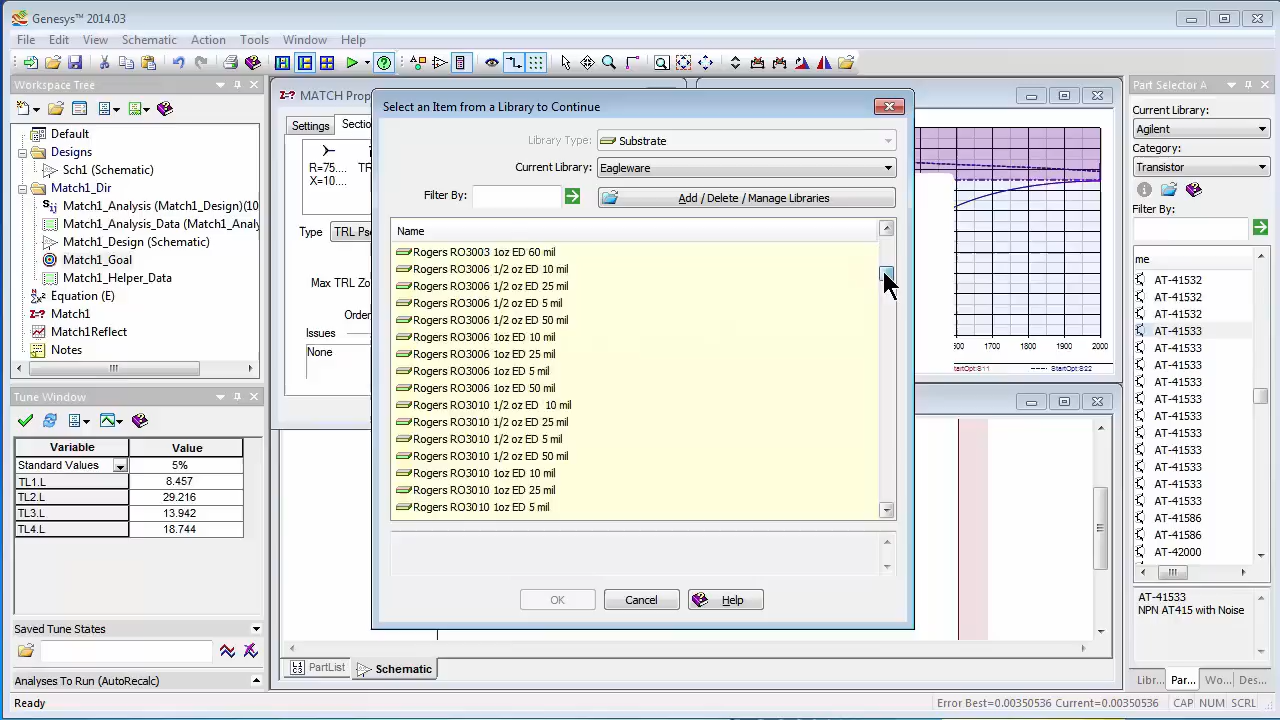 Genesys™ 2014.03
File Edit View Schematic Action Tools Window Help
Workspace Tree
Default
Designs
Sch1 (Schematic)
Match1_Dir
Match1_Analysis (Match1_Design)(10
Match1_Analysis_Data (Match1_Analy
Match1_Design (Schematic)
Match1_Goal
Match1_Helper_Data
Equation (E)
Match1
Match1Reflect
Notes
Tune Window
Variable Value
Standard Values 5%
TL1.L 8.457
TL2.L 29.216
TL3.L 13.942
TL4.L 18.744
Saved Tune States
Analyses To Run (AutoRecalc)
Ready
MATCH Prop
Settings Sectio
R=75.... TR
X=10....
Type TRL Pse
Max TRL Zo
Order
Issues
None
Select an Item from a Library to Continue
Library Type: Substrate
Current Library: Eagleware
Filter By:
Add / Delete / Manage Libraries
Name
Rogers RO3003 1oz ED 60 mil
Rogers RO3006 1/2 oz ED 10 mil
Rogers RO3006 1/2 oz ED 25 mil
Rogers RO3006 1/2 oz ED 5 mil
Rogers RO3006 1/2 oz ED 50 mil
Rogers RO3006 1oz ED 10 mil
Rogers RO3006 1oz ED 25 mil
Rogers RO3006 1oz ED 5 mil
Rogers RO3006 1oz ED 50 mil
Rogers RO3010 1/2 oz ED 10 mil
Rogers RO3010 1/2 oz ED 25 mil
Rogers RO3010 1/2 oz ED 5 mil
Rogers RO3010 1/2 oz ED 50 mil
Rogers RO3010 1oz ED 10 mil
Rogers RO3010 1oz ED 25 mil
Rogers RO3010 1oz ED 5 mil
OK Cancel Help
1600 1700 1800 1900 2000
StartOpt:S22
PartList Schematic
Part Selector A
Current Library:
Agilent
Category:
Transistor
Filter By:
me
AT-41532
AT-41532
AT-41532
AT-41533
AT-41533
AT-41533
AT-41533
AT-41533
AT-41533
AT-41533
AT-41533
AT-41533
AT-41533
AT-41533
AT-41586
AT-41586
AT-42000
AT-41533
NPN AT415 with Noise
Libr... Par... Wo... Des...
Error Best=0.00350536 Current=0.00350536 CAP NUM SCRL